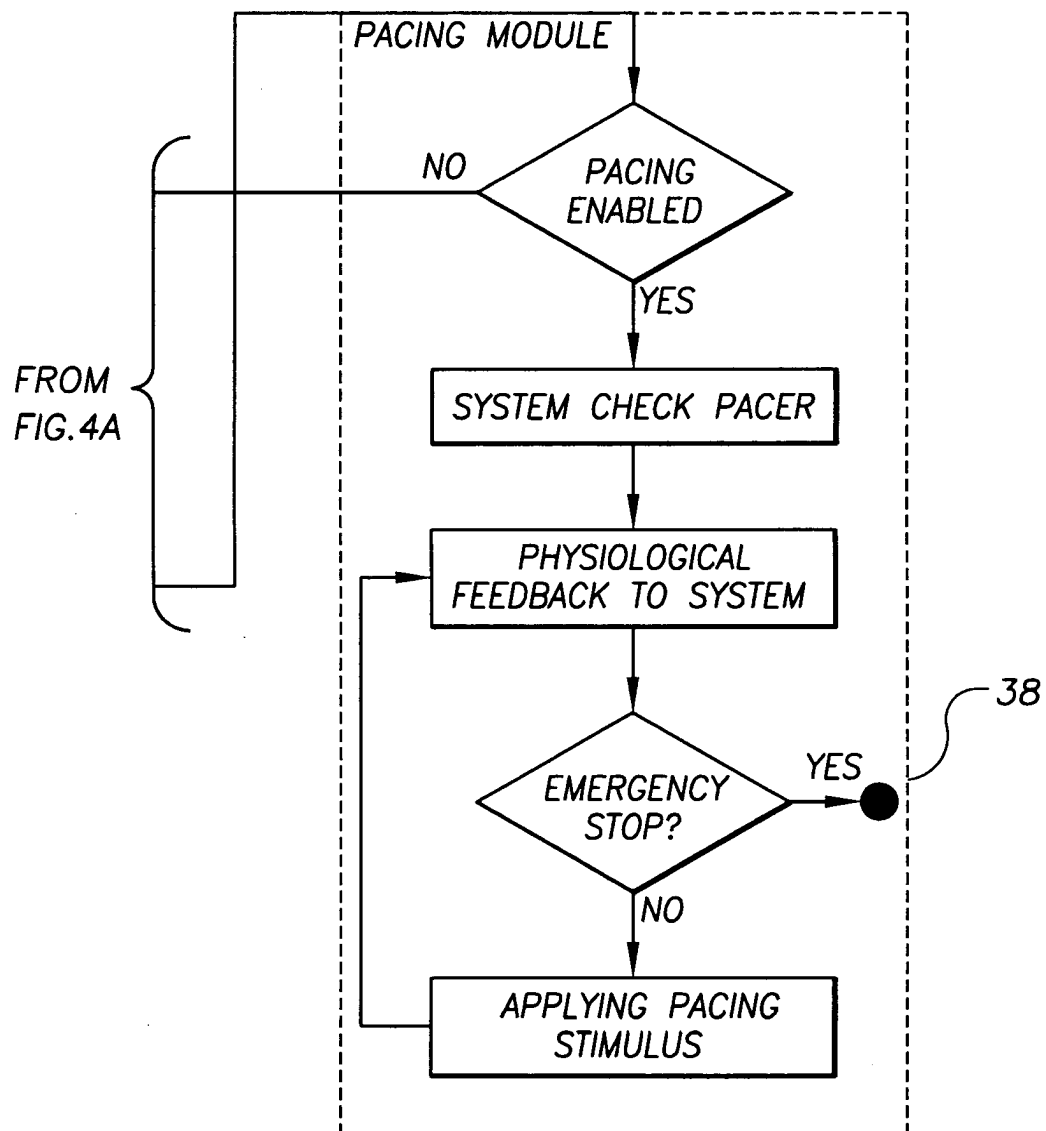 PACING MODULE
NO
PACING
ENABLED
YES
FROM
FIG.4A
SYSTEM CHECK PACER
PHYSIOLOGICAL
FEEDBACK TO SYSTEM
38
YES
EMERGENCY
STOP?
NO
APPLYING PACING
STIMULUS